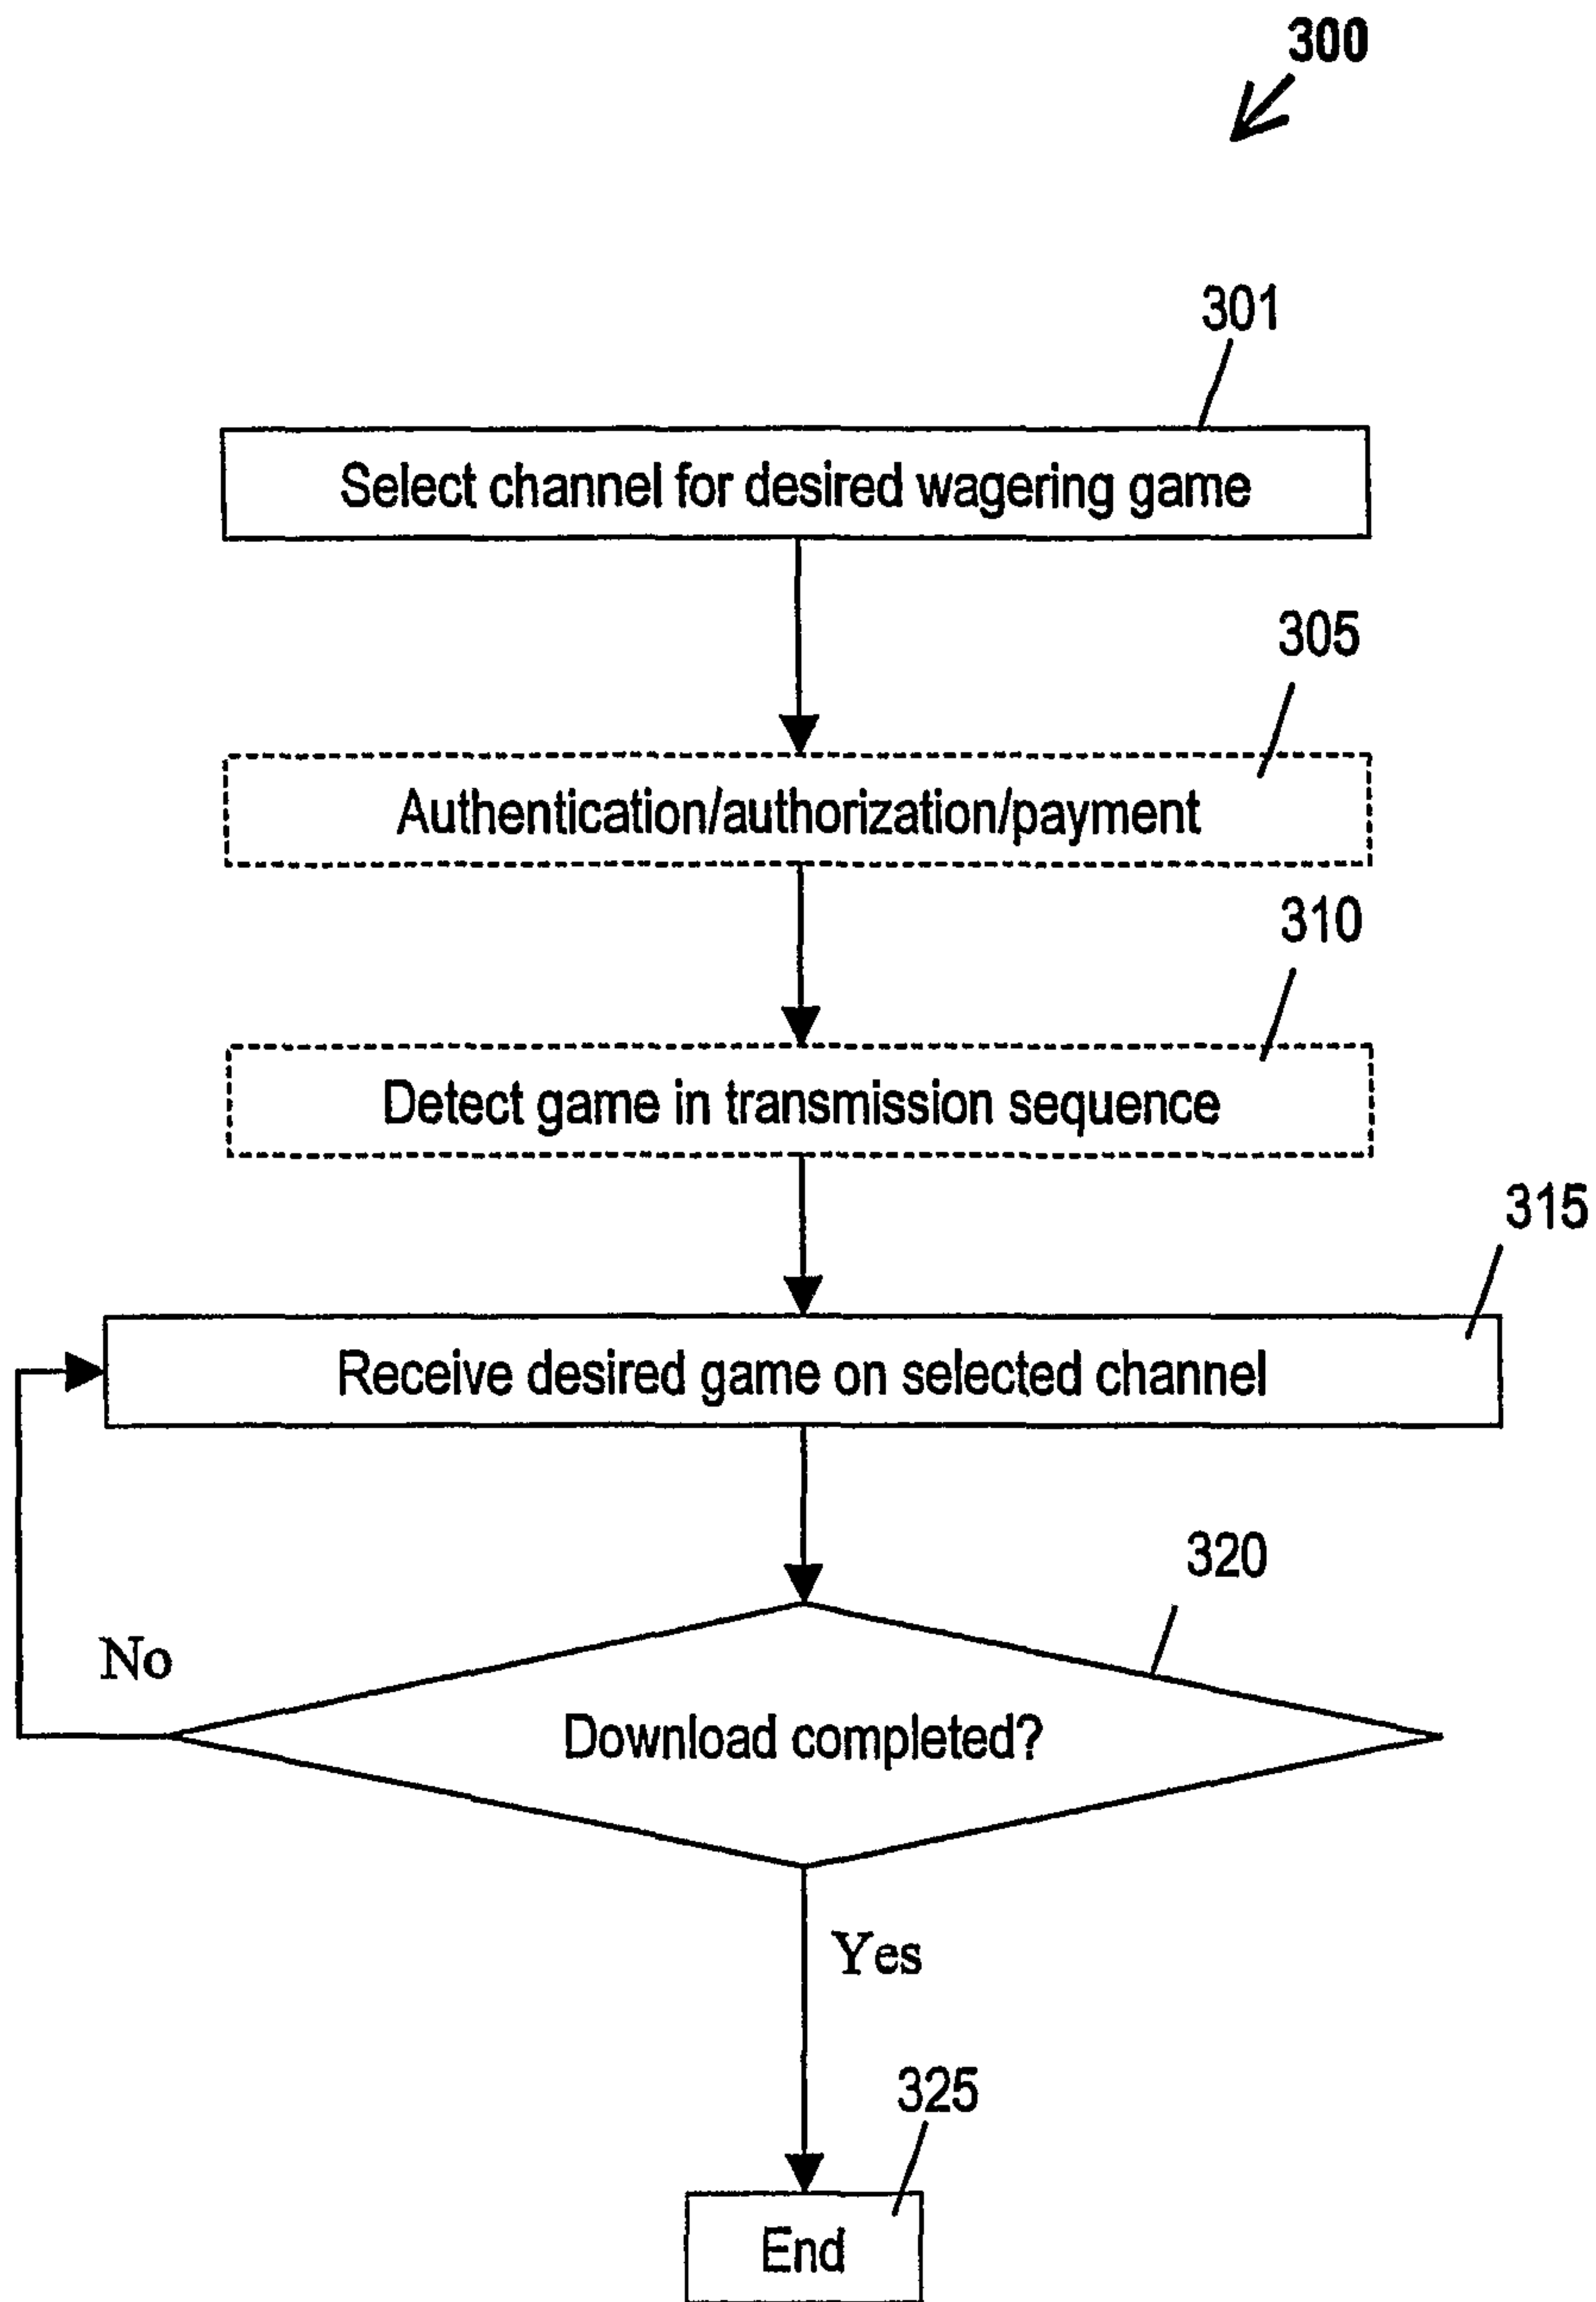 300
301
Select channel for desired wagering game
305
Authentication/authorization/payment
310
Detect game in transmission sequence
315
Receive desired game on selected channel
320
No
Download completed?
Yes
325
End